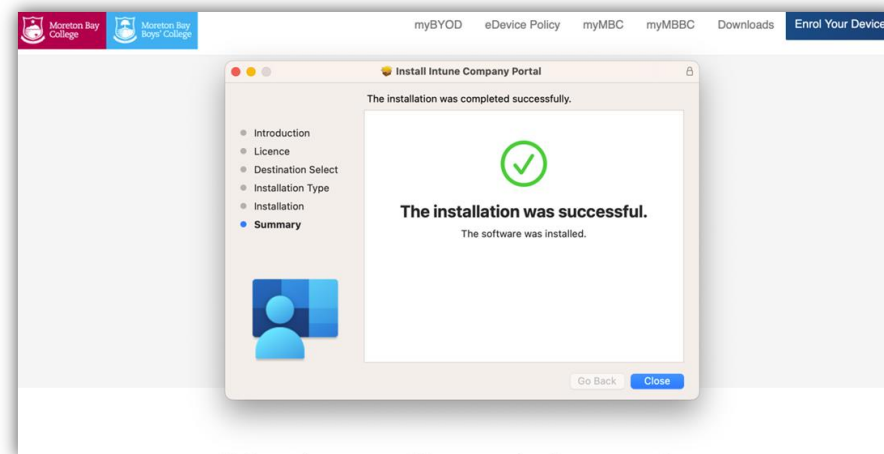 Moreton Bay
College
Moreton Bay
Boys' College
myBYOD eDevice Policy myMBC myMBBC Downloads Enrol Your Device
Install Intune Company Portal
The installation was completed successfully.
Introduction
Licence
Destination Select
Installation Type
Installation
Summary
The installation was successful.
The software was installed.
Go Back Close